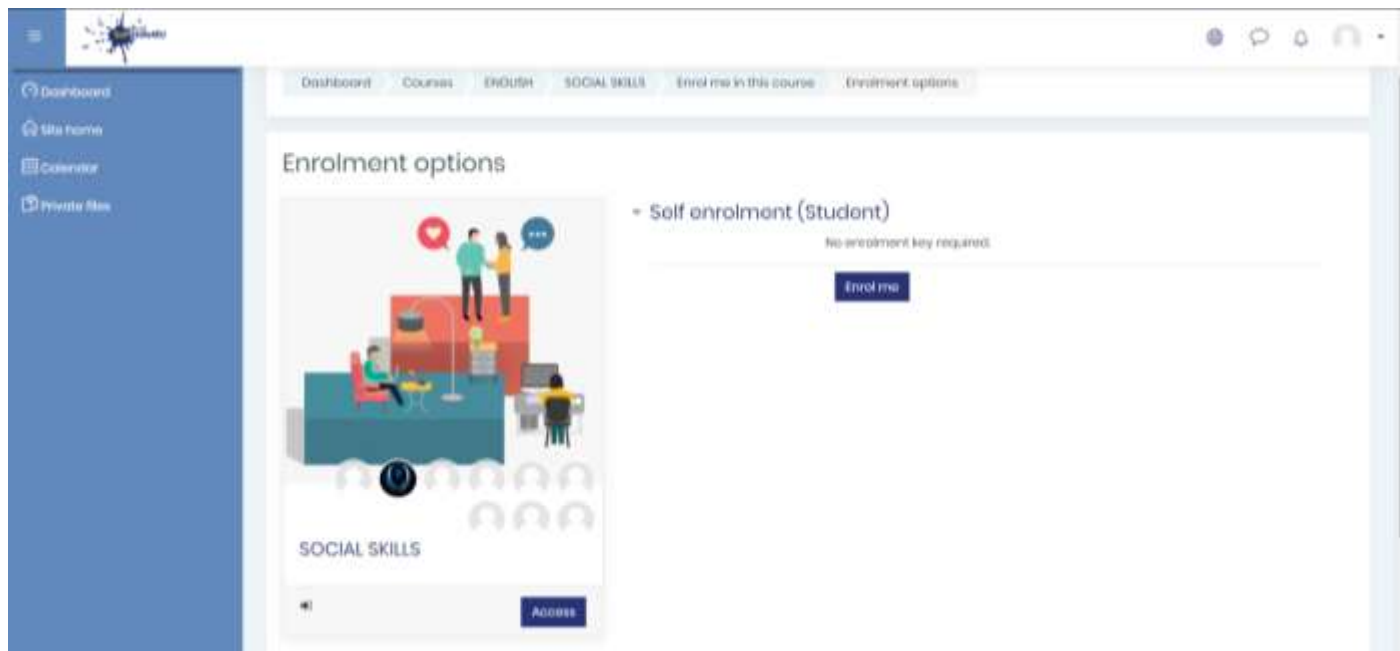 Dashboard Courses ENGLISH SOCIAL SKILLS Enrol me in this course Enrolment options
Dashboard
Site home
Calendar
Private files
Enrolment options
Self enrolment (Student)
No enrolment key required.
Enrol me
SOCIAL SKILLS
Access